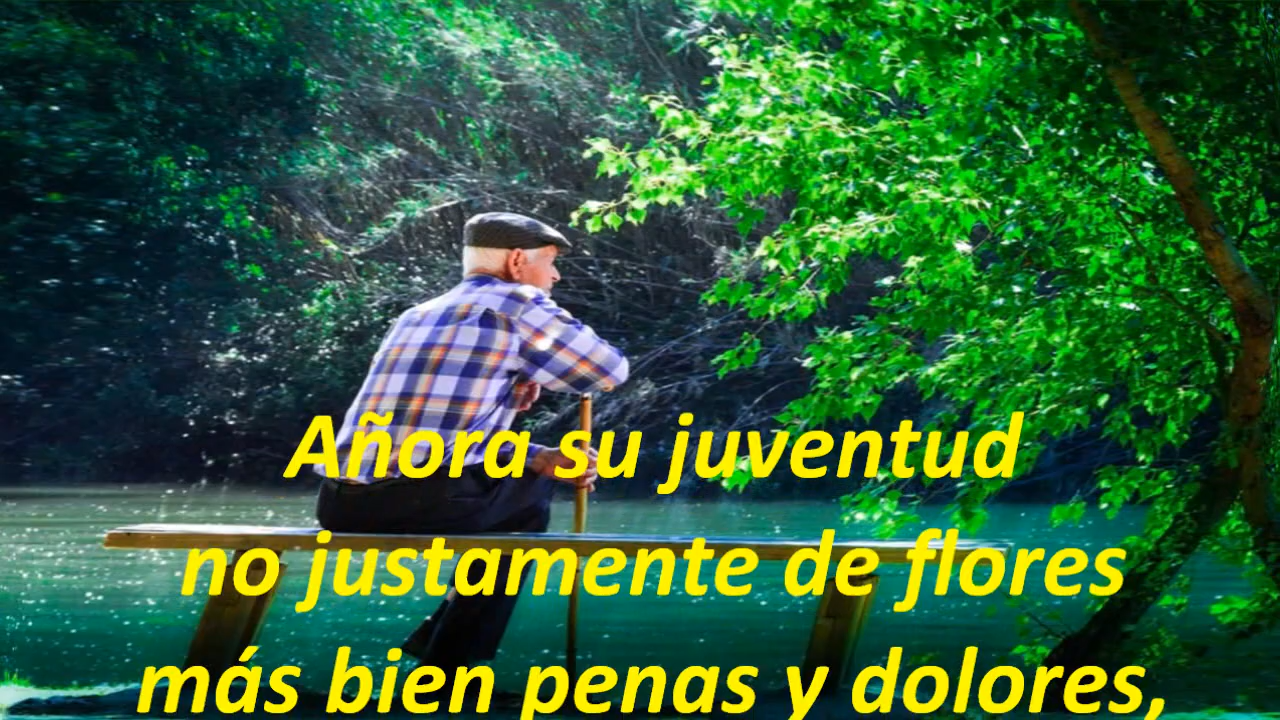 Añora su juventud
no justamente de flores
más bien penas y dolores,